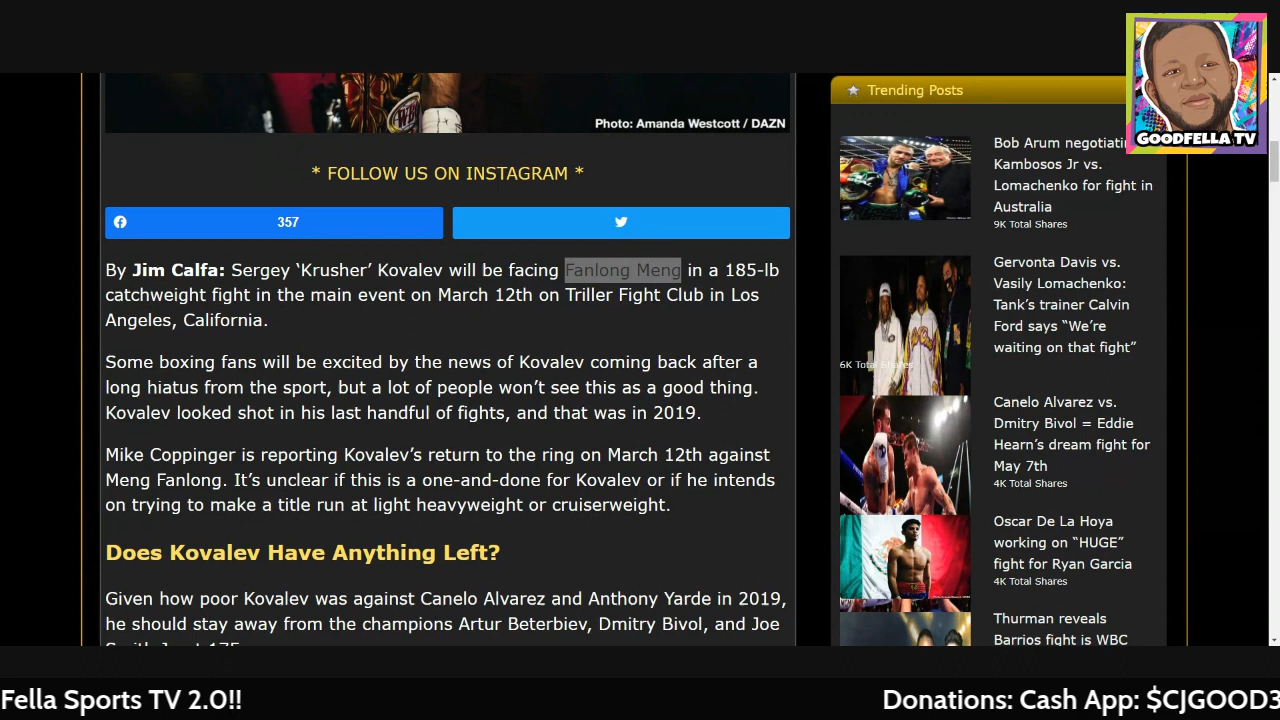 Photo: Amanda Westcott / DAZN
* FOLLOW US ON INSTAGRAM *
357
By Jim Calfa: Sergey ‘Krusher’ Kovalev will be facing Fanlong Meng in a 185-lb
catchweight fight in the main event on March 12th on Triller Fight Club in Los
Angeles, California.
Some boxing fans will be excited by the news of Kovalev coming back after a
long hiatus from the sport, but a lot of people won’t see this as a good thing.
Kovalev looked shot in his last handful of fights, and that was in 2019.
Mike Coppinger is reporting Kovalev’s return to the ring on March 12th against
Meng Fanlong. It’s unclear if this is a one-and-done for Kovalev or if he intends
on trying to make a title run at light heavyweight or cruiserweight.
Does Kovalev Have Anything Left?
Given how poor Kovalev was against Canelo Alvarez and Anthony Yarde in 2019,
he should stay away from the champions Artur Beterbiev, Dmitry Bivol, and Joe
Trending Posts
Bob Arum
Kambosos Jr vs.
Lomachenko for fight in
Australia
9K Total Shares
Gervonta Davis vs.
Vasily Lomachenko:
Tank’s trainer Calvin
Ford says “We’re
waiting on that fight”
6K Total Shares
Canelo Alvarez vs.
Dmitry Bivol = Eddie
Hearn’s dream fight for
May 7th
4K Total Shares
Oscar De La Hoya
working on “HUGE”
fight for Ryan Garcia
4K Total Shares
Thurman reveals
Barrios fight is WBC
GOODFELLA TV
Fella Sports TV 2.0!!
Donations: Cash App: $CJGOOD3